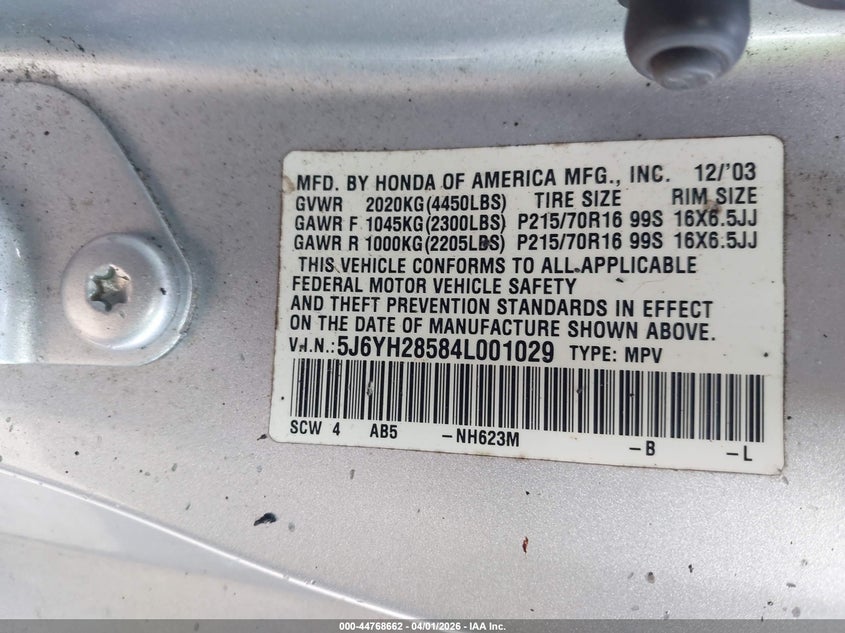 MFD. BY HONDA OF AMERICA MFG., INC. 12/'03
GVWR 2020KG(4450LBS) TIRE SIZE RIM SIZE
GAWR F 1045KG(2300LBS) P215/70R16 99S 16X6.5JJ
GAWR R 1000KG(2205LBS) P215/70R16 99S 16X6.5JJ
THIS VEHICLE CONFORMS TO ALL APPLICABLE
FEDERAL MOTOR VEHICLE SAFETY
AND THEFT PREVENTION STANDARDS IN EFFECT
ON THE DATE OF MANUFACTURE SHOWN ABOVE.
V.I.N.: 5J6YH28584L001029 TYPE: MPV
SCW 4 AB5 -NH623M -B -L
000-44768662 - 04/01/2026 - IAA Inc.